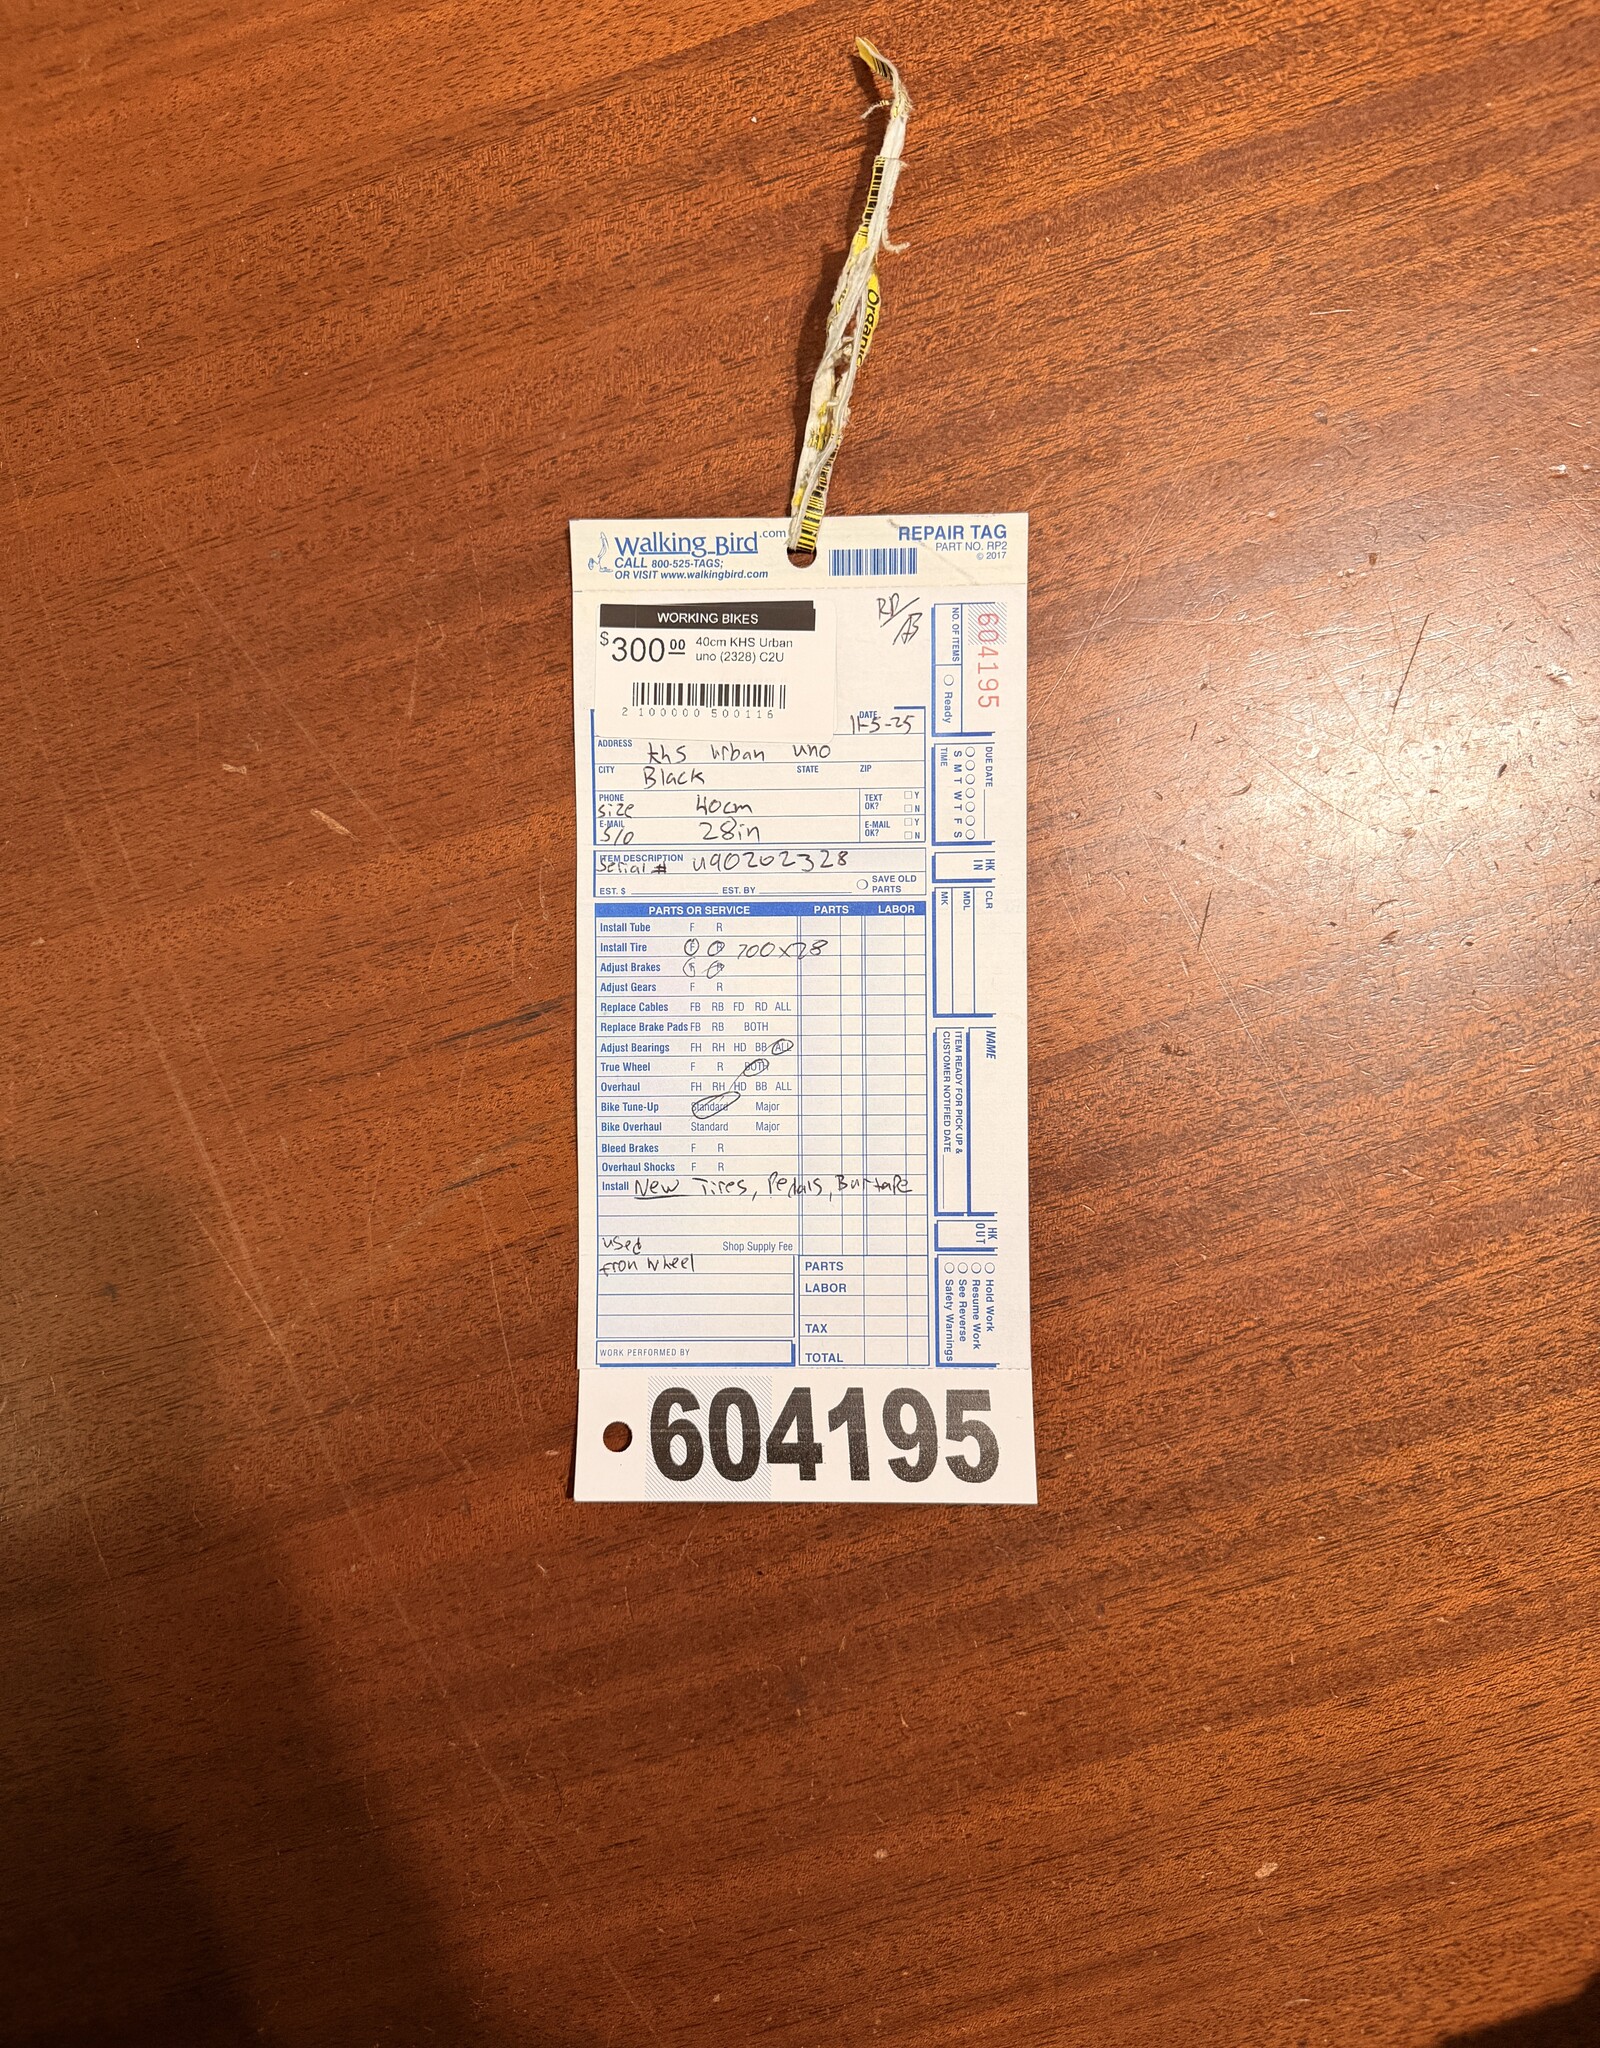 Organic
Walking Bird.com
CALL 800-525-TAGS;
OR VISIT www.walkingbird.com
REPAIR TAG
PART NO. RP2
© 2017
WORKING BIKES
$300.00 40cm KHS Urban
uno (2328) C2U
2 100000 500116
DATE 11-5-25
ADDRESS khs urban uno
CITY Black STATE ZIP
PHONE size 40cm TEXT OK? Y N
E-MAIL S/O 28in E-MAIL OK? Y N
ITEM DESCRIPTION Serial # u90202328
EST. $ EST. BY SAVE OLD PARTS
PARTS OR SERVICE PARTS LABOR
Install Tube F R
Install Tire F R 700x28
Adjust Brakes F R
Adjust Gears F R
Replace Cables FB RB FD RD ALL
Replace Brake Pads FB RB BOTH
Adjust Bearings FH RH HD BB ALL
True Wheel F R BOTH
Overhaul FH RH HD BB ALL
Bike Tune-Up Standard Major
Bike Overhaul Standard Major
Bleed Brakes F R
Overhaul Shocks F R
Install New Tires, Pedals, Bartape
used Shop Supply Fee
fron wheel
PARTS
LABOR
TAX
TOTAL
WORK PERFORMED BY
604195
NO. OF ITEMS
Ready
DUE DATE
S M T W T F S
TIME
HK IN
CLR
MDL
MK
NAME
ITEM READY FOR PICK UP &
CUSTOMER NOTIFIED DATE
HK OUT
Hold Work
Resume Work
See Reverse
Safety Warnings
604195